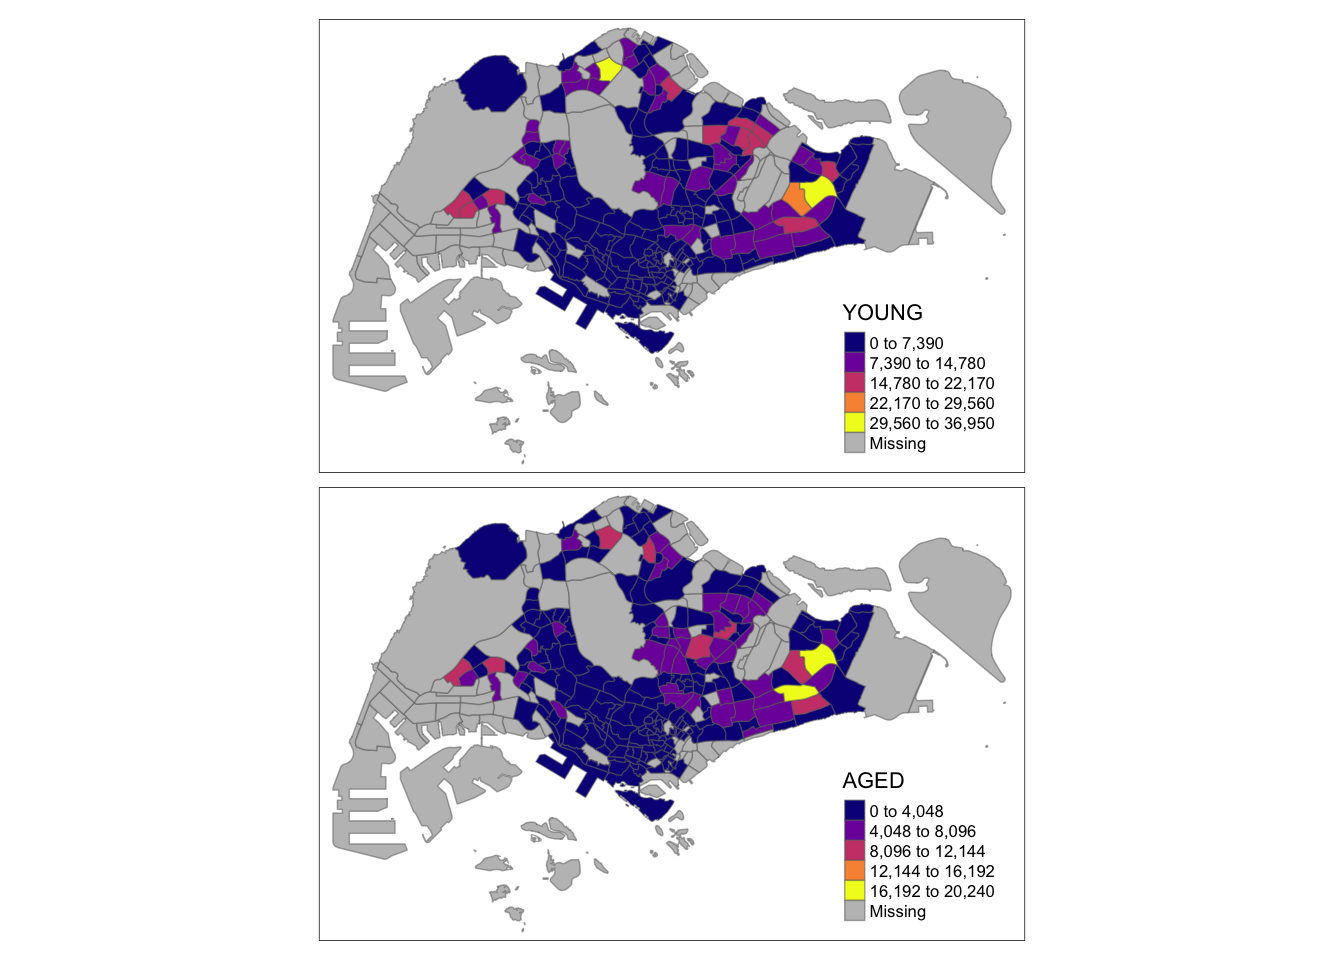 YOUNG
0 to 7,390
7,390 to 14,780
14,780 to 22,170
22,170 to 29,560
29,560 to 36,950
Missing
AGED
0 to 4,048
4,048 to 8,096
8,096 to 12,144
12,144 to 16,192
16,192 to 20,240
Missing